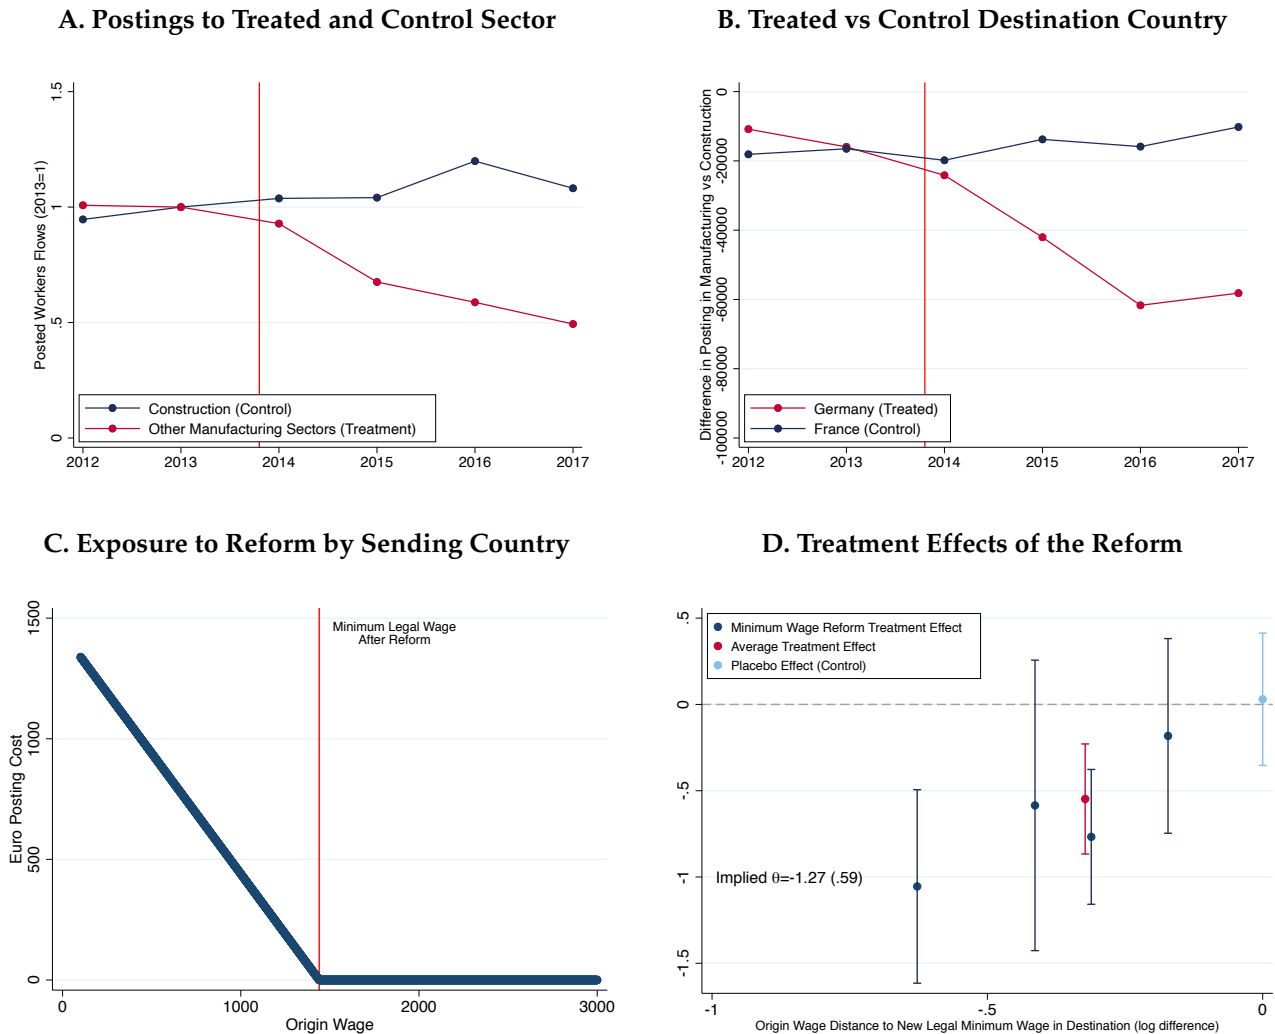 A. Postings to Treated and Control Sector
Posted Workers Flows (2013=1)
1.5
1
.5
0
Construction (Control)
Other Manufacturing Sectors (Treatment)
2012 2013 2014 2015 2016 2017
B. Treated vs Control Destination Country
Difference in Posting in Manufacturing vs Construction
0
-20000
-40000
-60000
-80000
-100000
Germany (Treated)
France (Control)
2012 2013 2014 2015 2016 2017
C. Exposure to Reform by Sending Country
Euro Posting Cost
1500
1000
500
0
Minimum Legal Wage
After Reform
0 1000 2000 3000
Origin Wage
D. Treatment Effects of the Reform
.5
0
-.5
-1
-1.5
Minimum Wage Reform Treatment Effect
Average Treatment Effect
Placebo Effect (Control)
Implied θ=-1.27 (.59)
-1 -.5 0
Origin Wage Distance to New Legal Minimum Wage in Destination (log difference)